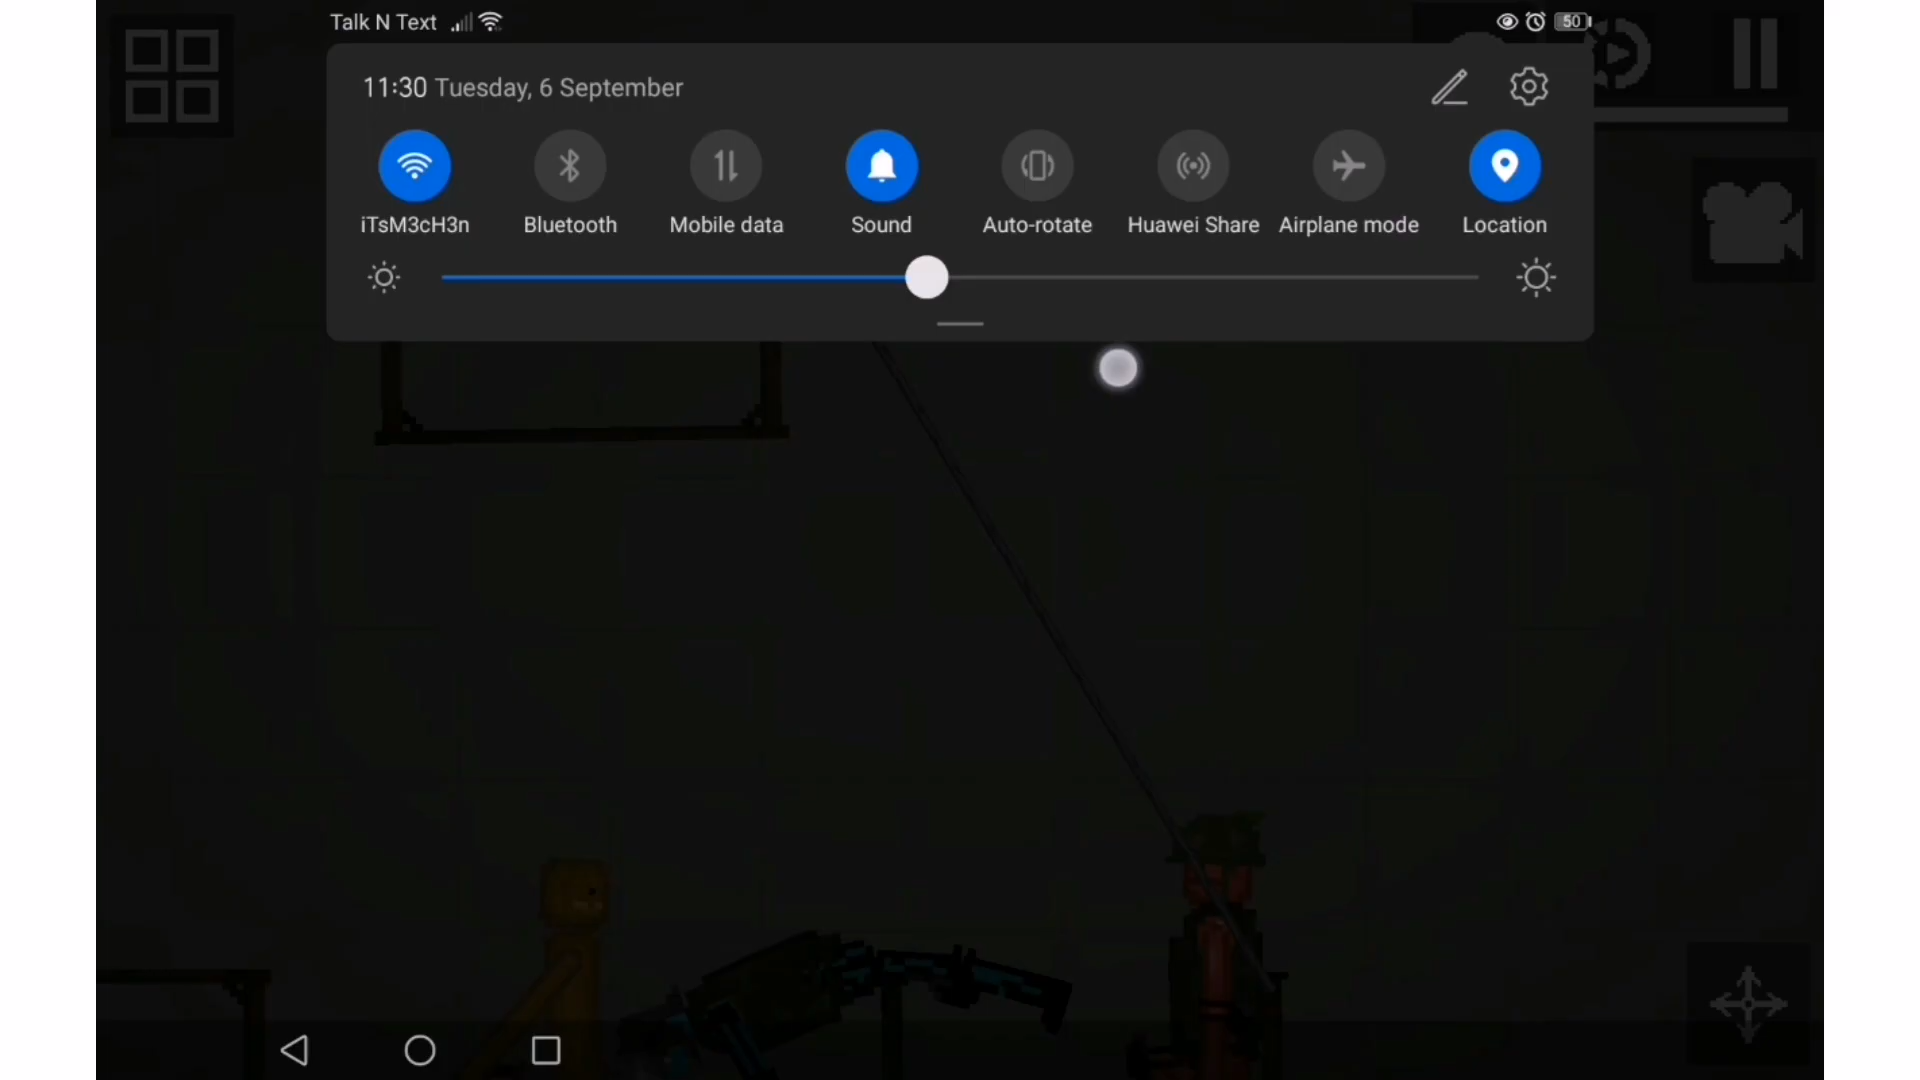 Talk N Text
50
11:30 Tuesday, 6 September
iTsM3cH3n Bluetooth Mobile data Sound Auto-rotate Huawei Share Airplane mode Location